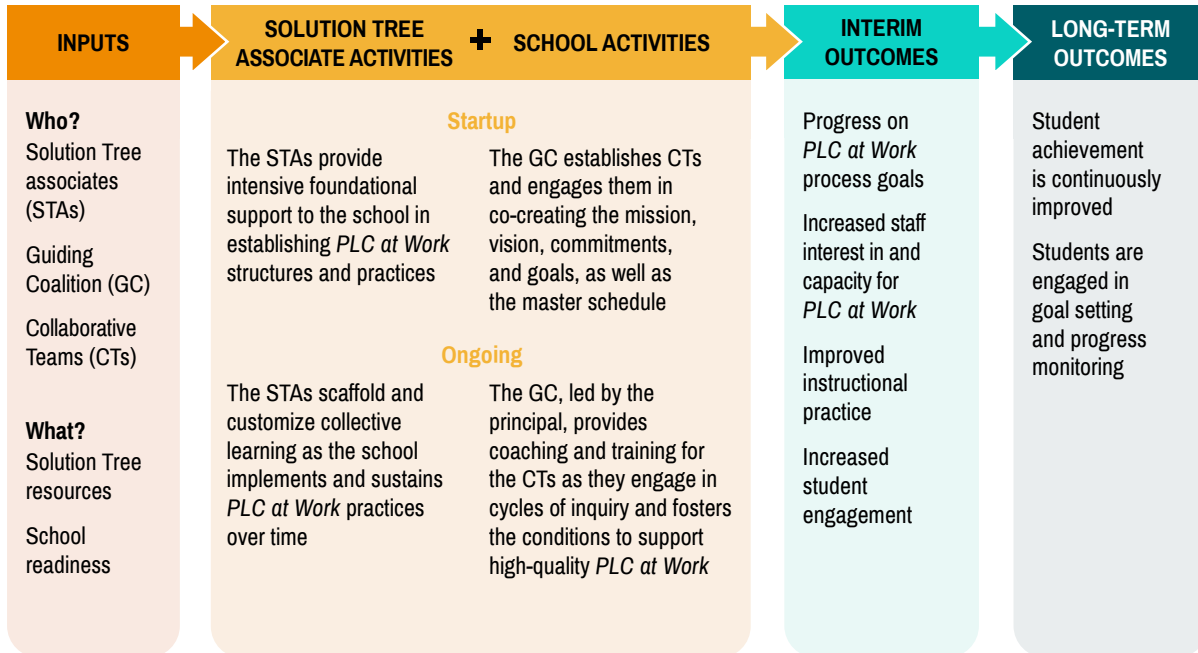 INPUTS
Who?
Solution Tree
associates
(STAs)
Guiding
Coalition (GC)
Collaborative
Teams (CTs)
What?
Solution Tree
resources
School
readiness
SOLUTION TREE
ASSOCIATE ACTIVITIES
+
SCHOOL ACTIVITIES
Startup
The STAs provide
intensive foundational
support to the school in
establishing PLC at Work
structures and practices
The GC establishes CTs
and engages them in
co-creating the mission,
vision, commitments,
and goals, as well as
the master schedule
Ongoing
The STAs scaffold and
customize collective
learning as the school
implements and sustains
PLC at Work practices
over time
The GC, led by the
principal, provides
coaching and training for
the CTs as they engage in
cycles of inquiry and fosters
the conditions to support
high-quality PLC at Work
INTERIM
OUTCOMES
Progress on
PLC at Work
process goals
Increased staff
interest in and
capacity for
PLC at Work
Improved
instructional
practice
Increased
student
engagement
LONG-TERM
OUTCOMES
Student
achievement
is continuously
improved
Students are
engaged in
goal setting
and progress
monitoring